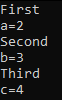 First
a=2
Second
b=3
Third
c=4